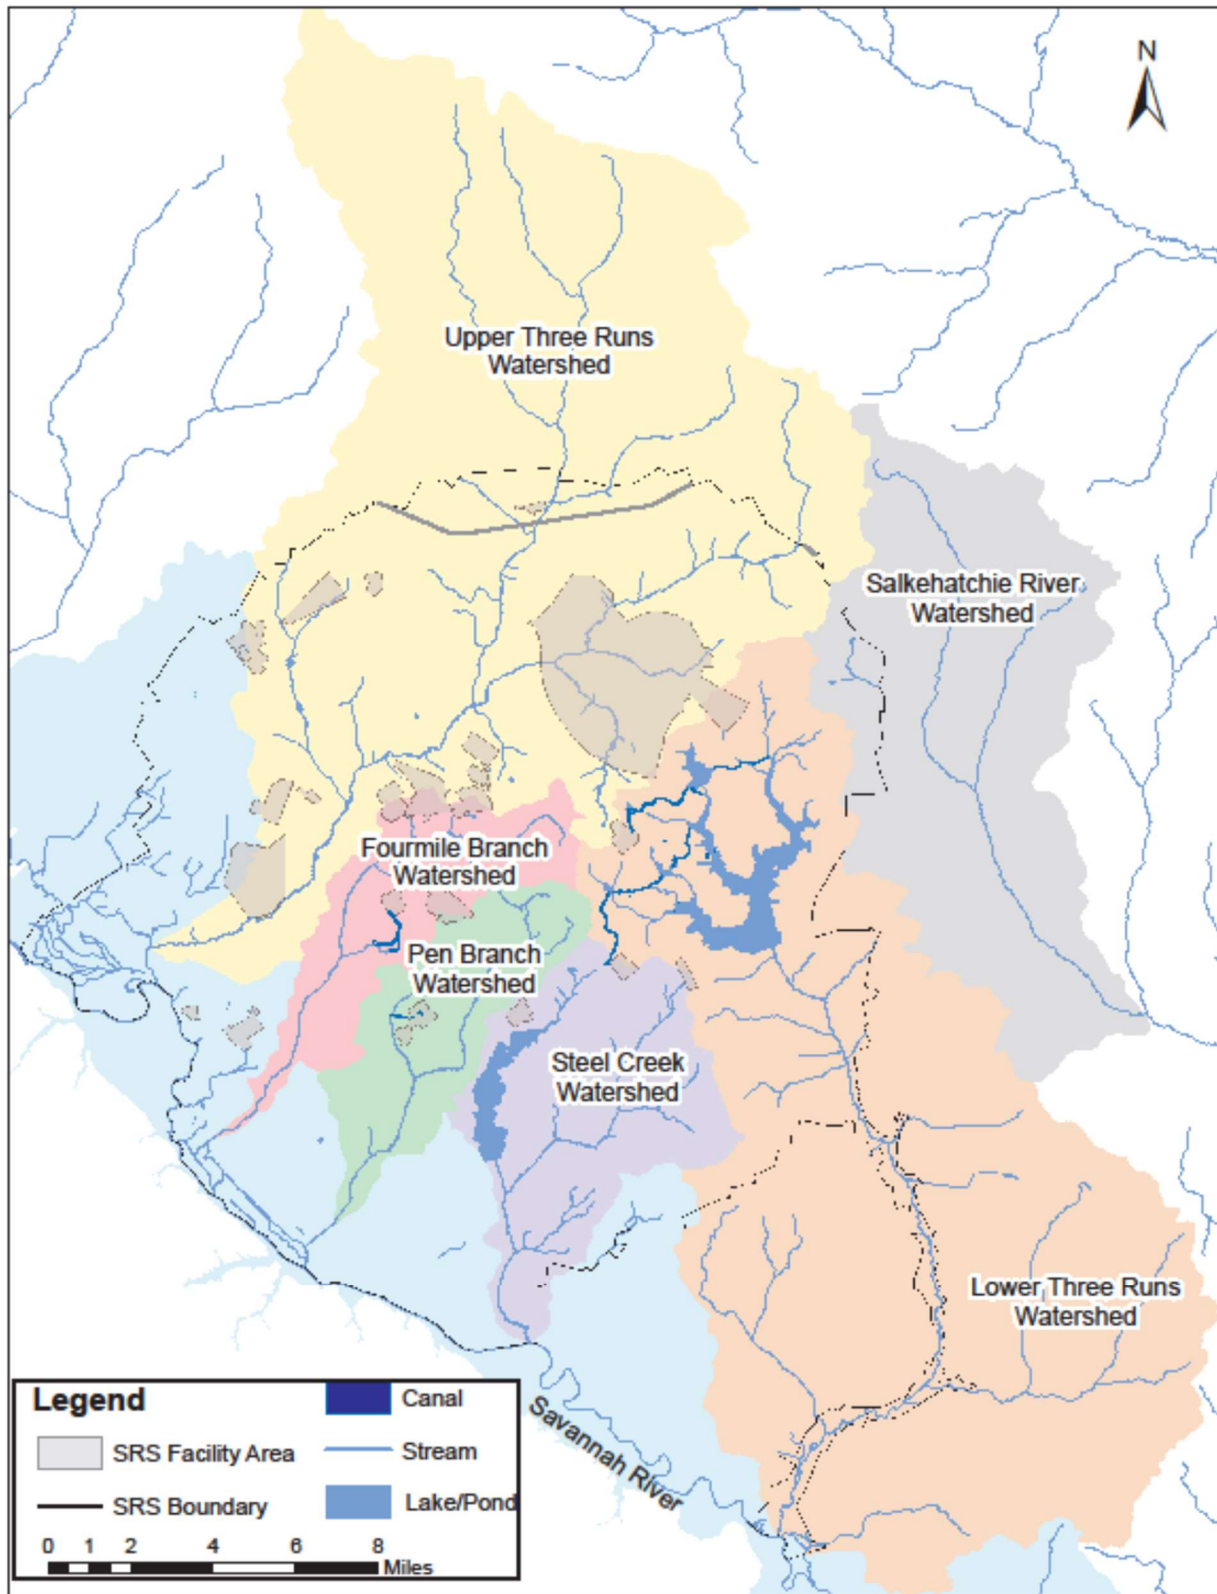 N
Upper Three Runs
Watershed
Salkehatchie River
Watershed
Fourmile Branch
Watershed
Pen Branch
Watershed
Steel Creek
Watershed
Lower Three Runs
Watershed
Savannah River
Legend
Canal
SRS Facility Area
Stream
SRS Boundary
Lake/Pond
0 1 2 4 6 8
Miles